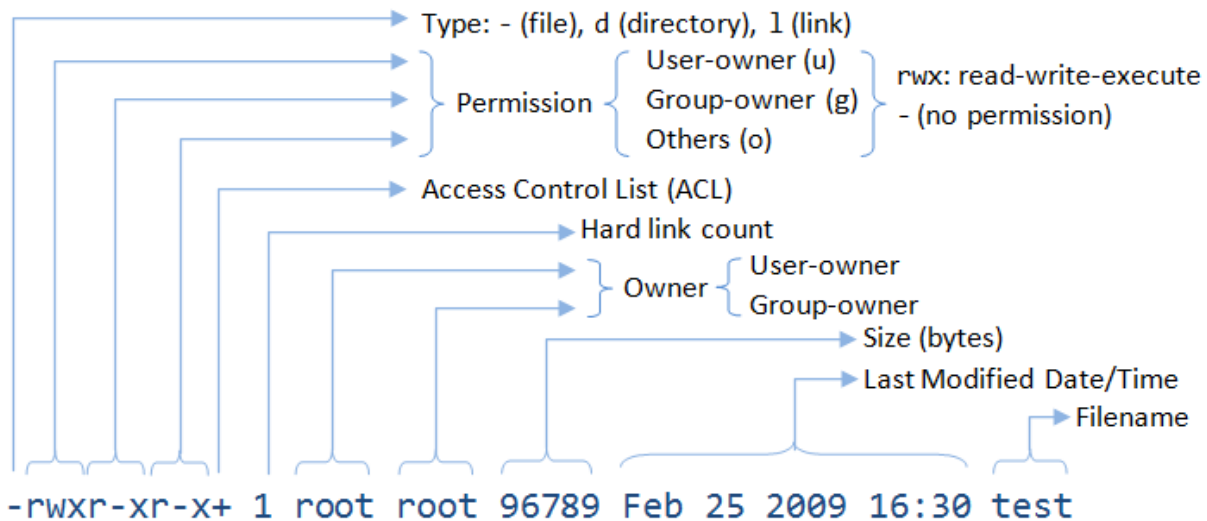 Type: - (file), d (directory), l (link)
User-owner (u)
Permission
Group-owner (g)
Others (o)
rwx: read-write-execute
- (no permission)
Access Control List (ACL)
Hard link count
User-owner
Owner
Group-owner
Size (bytes)
Last Modified Date/Time
Filename
-rwxr-xr-x+ 1 root root 96789 Feb 25 2009 16:30 test